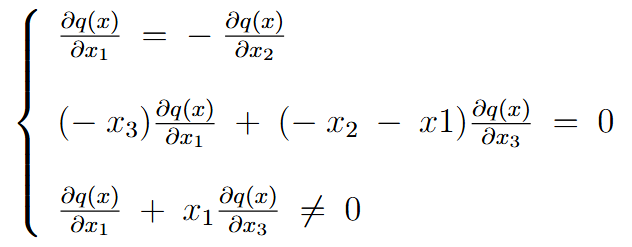 ∂q(x)/∂x₁ = − ∂q(x)/∂x₂
(− x₃)∂q(x)/∂x₁ + (− x₂ − x1)∂q(x)/∂x₃ = 0
∂q(x)/∂x₁ + x₁∂q(x)/∂x₃ ≠ 0